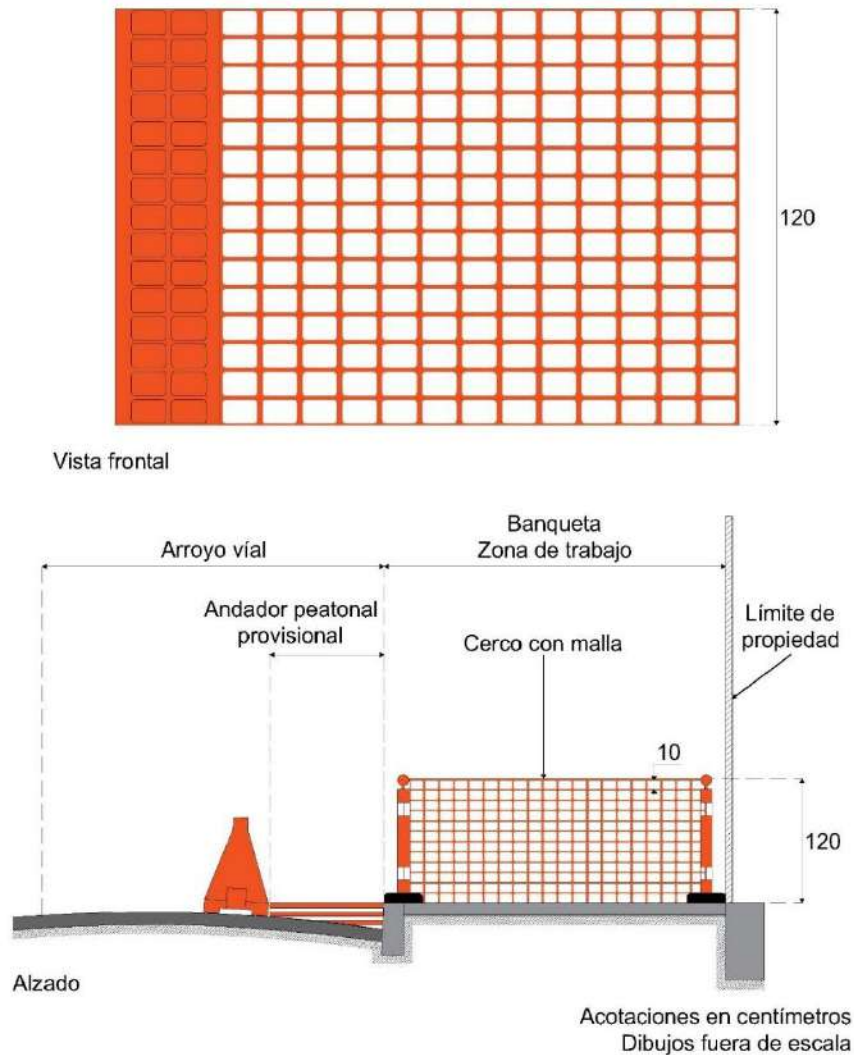 120
Vista frontal
Banqueta
Zona de trabajo
Arroyo víal
Andador peatonal
provisional
Cerco con malla
Límite de
propiedad
10
120
Alzado
Acotaciones en centímetros
Dibujos fuera de escala